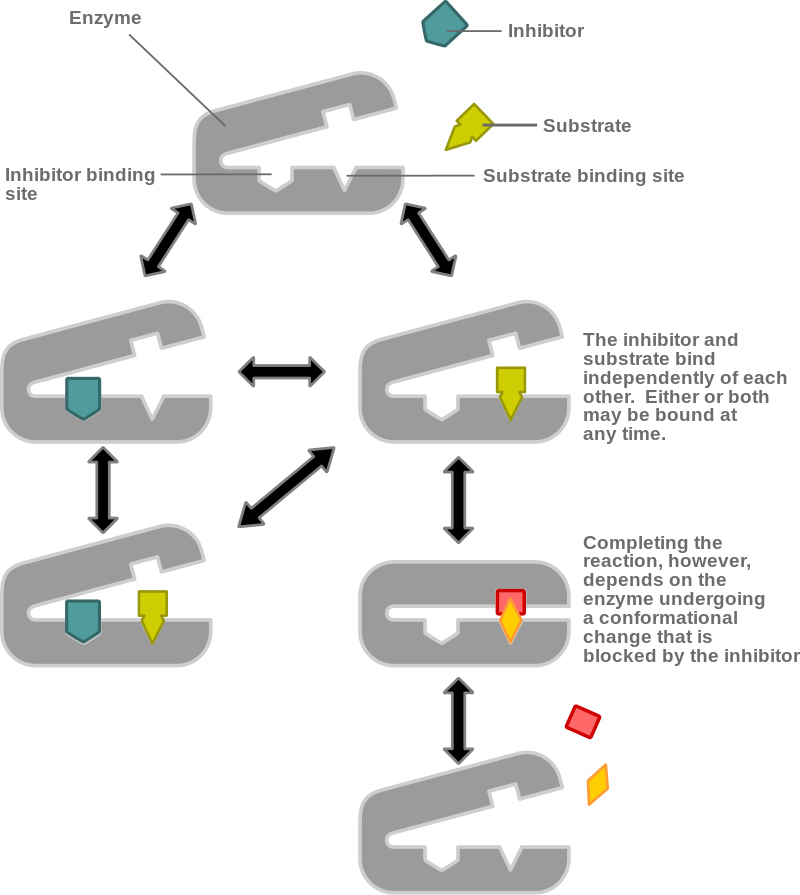 Enzyme
Inhibitor
Substrate
Inhibitor binding
site
Substrate binding site
The inhibitor and
substrate bind
independently of each
other.  Either or both
may be bound at
any time.
Completing the
reaction, however,
depends on the
enzyme undergoing
a conformational
change that is
blocked by the inhibitor